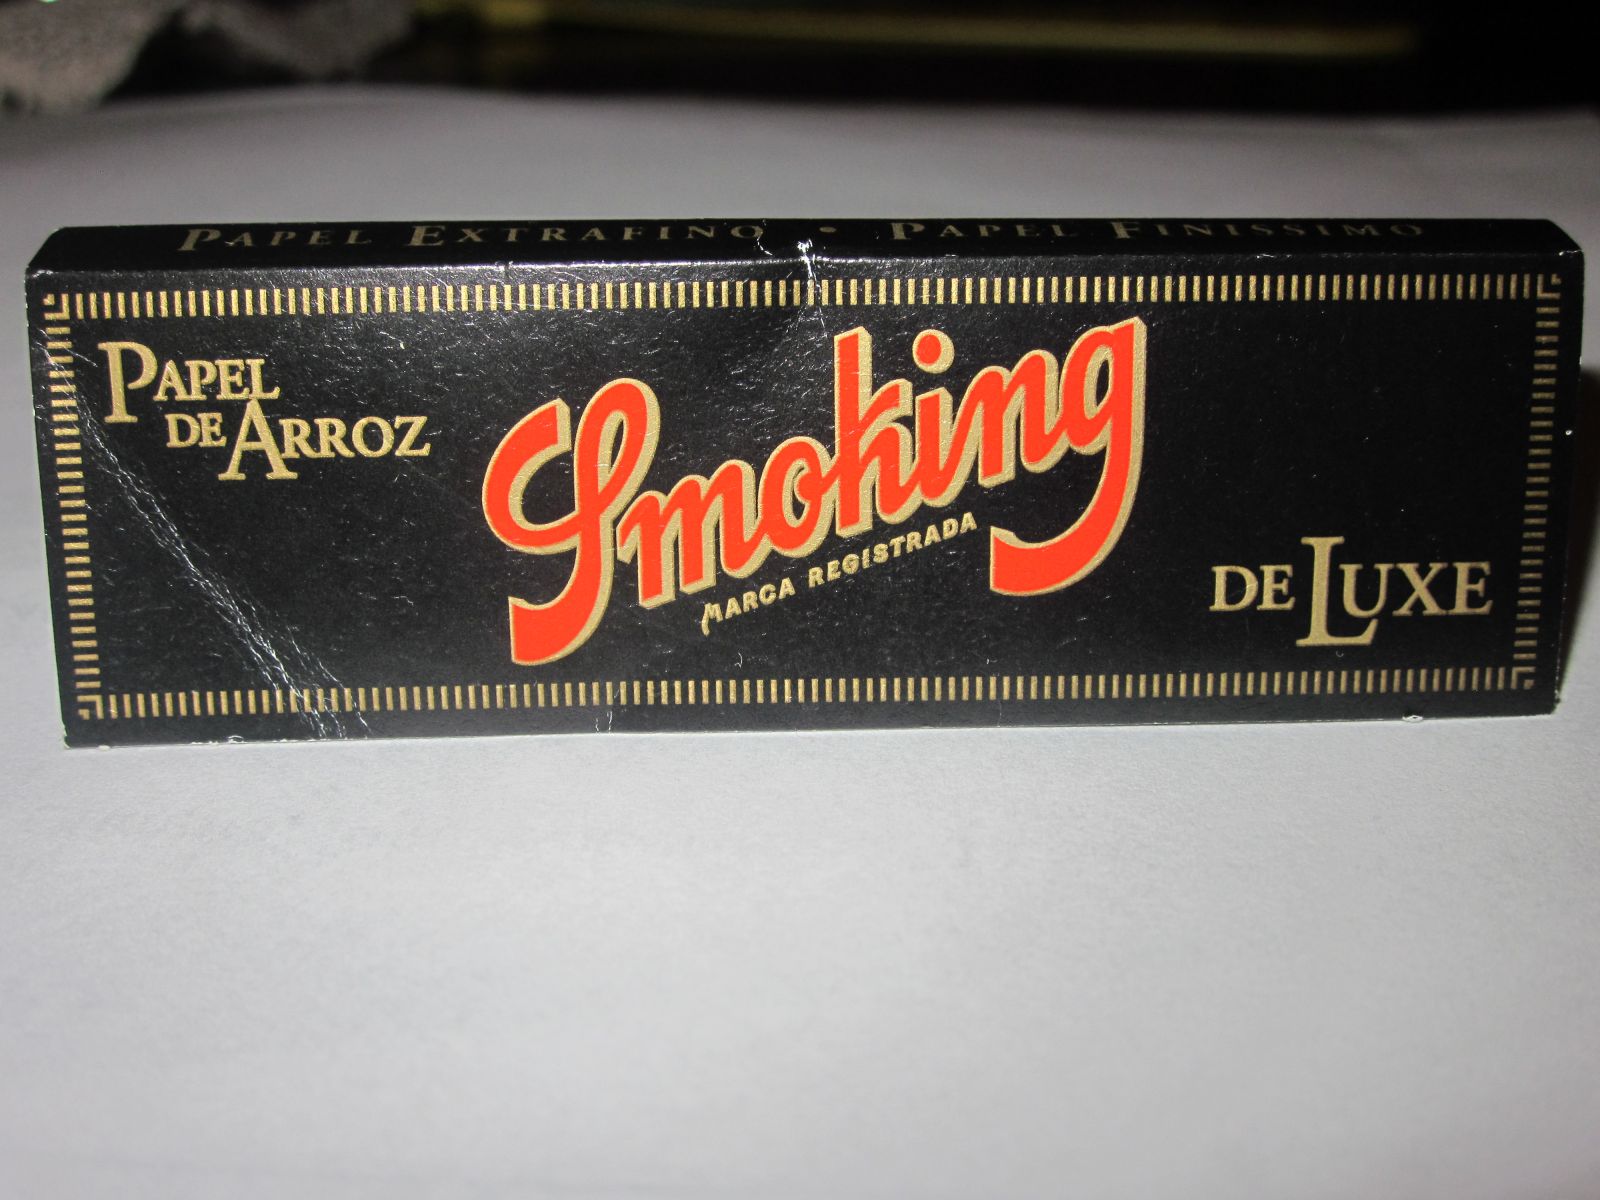 PAPEL EXTRAFINO • PAPEL FINISSIMO
PAPEL
DE ARROZ
Smoking
MARCA REGISTRADA
DE LUXE